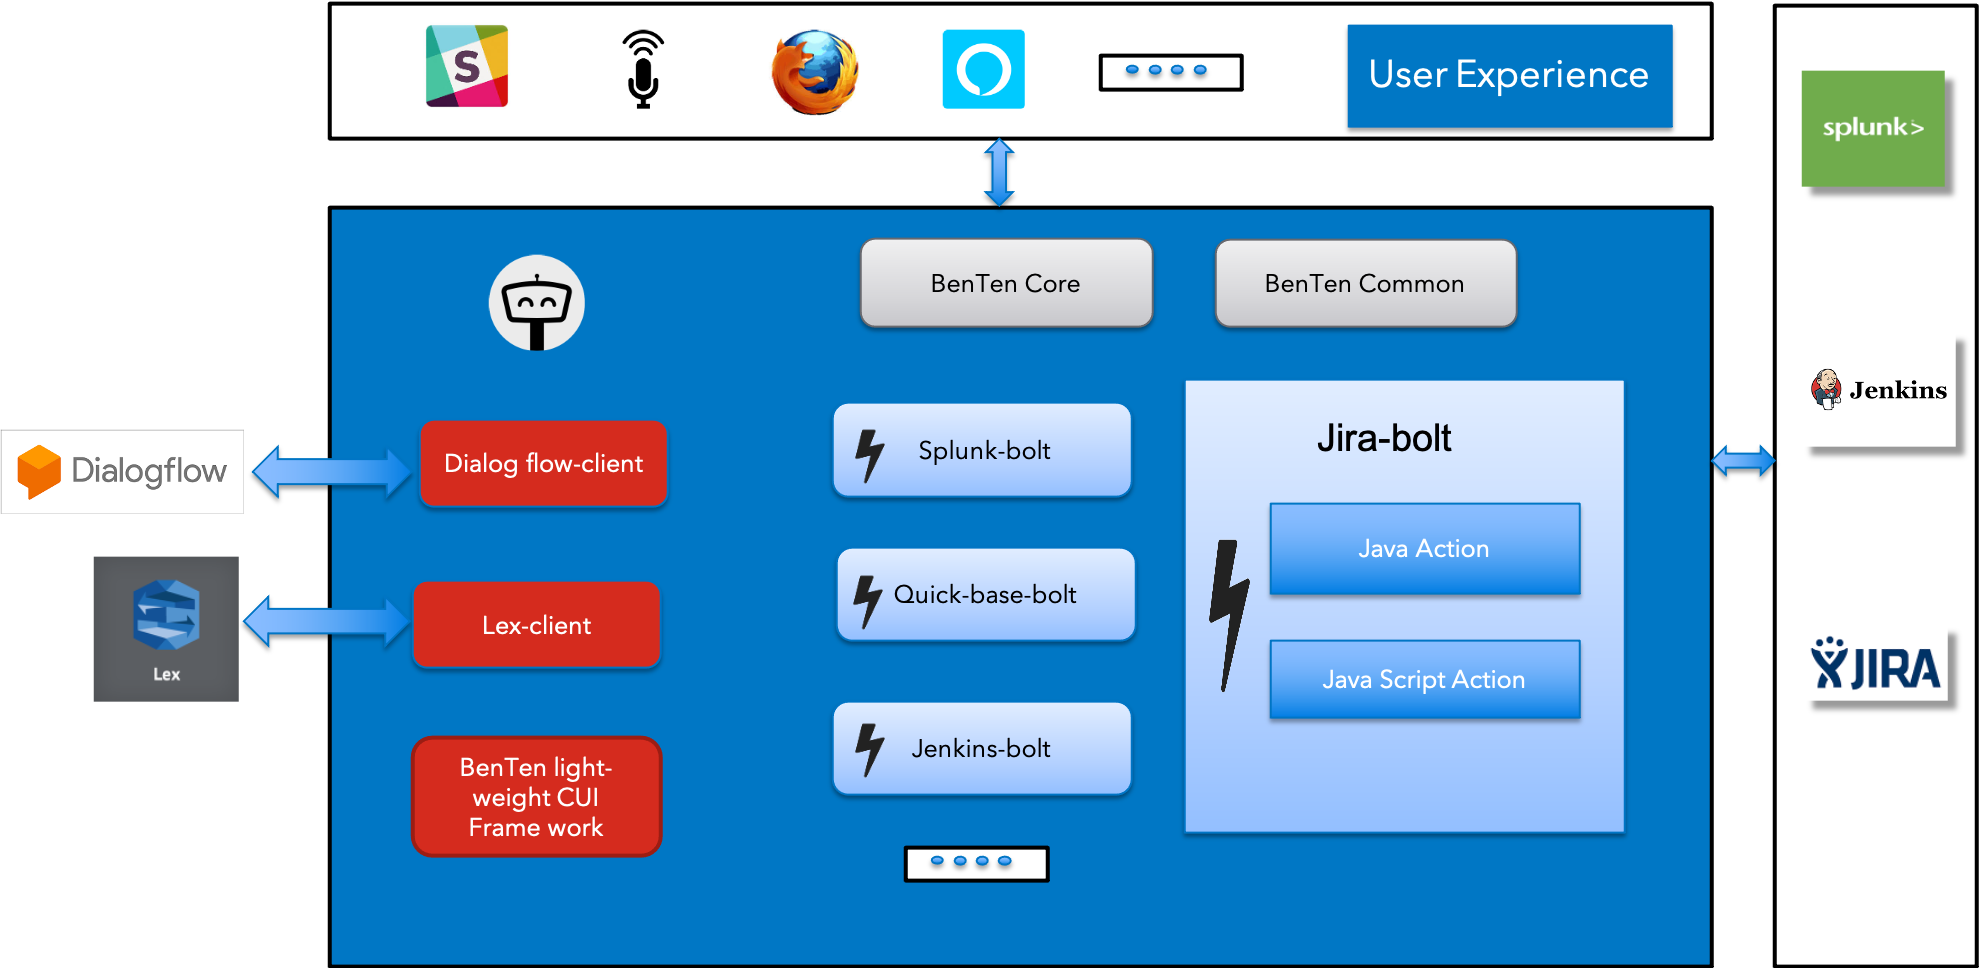 S
User Experience
splunk>
BenTen Core
BenTen Common
Jenkins
Dialogflow
Dialog flow-client
Splunk-bolt
Jira-bolt
Java Action
Lex
Lex-client
Quick-base-bolt
Java Script Action
JIRA
BenTen light-
weight CUI
Frame work
Jenkins-bolt